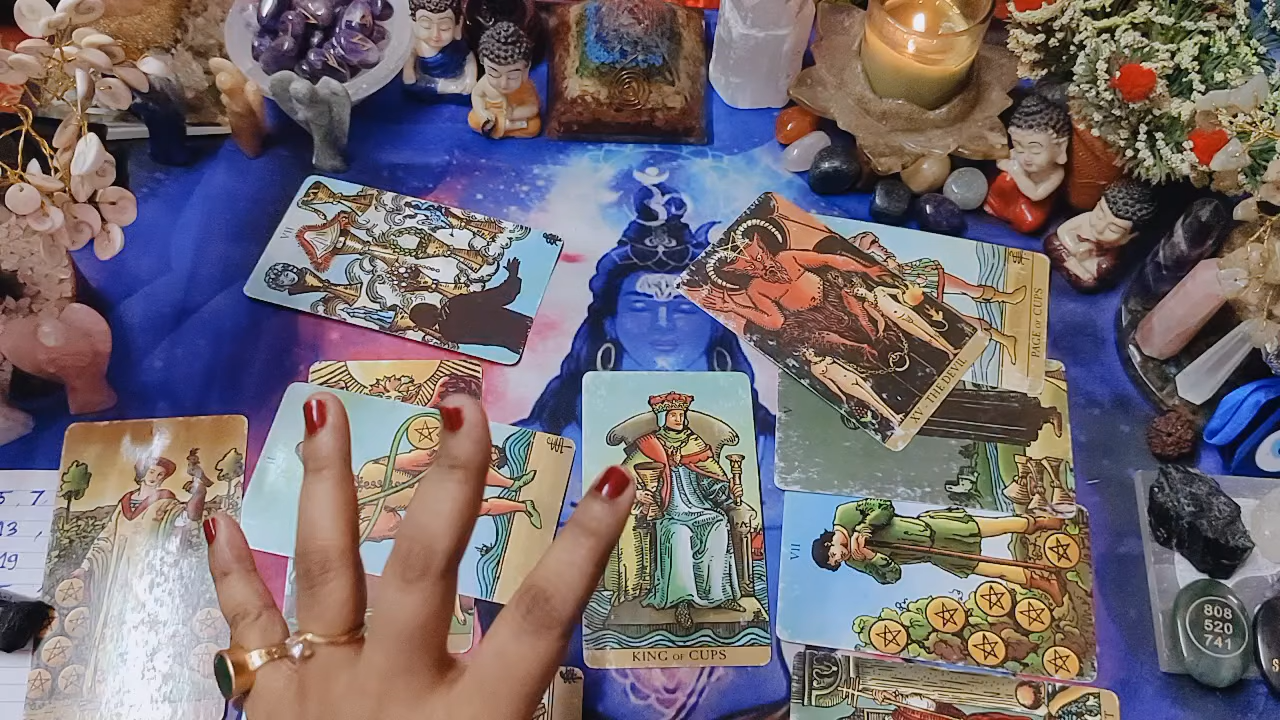 VII
PAGE OF CUPS
XV · THE DEVIL
5, 7
13,
19
KING OF CUPS
VII
808
520
741